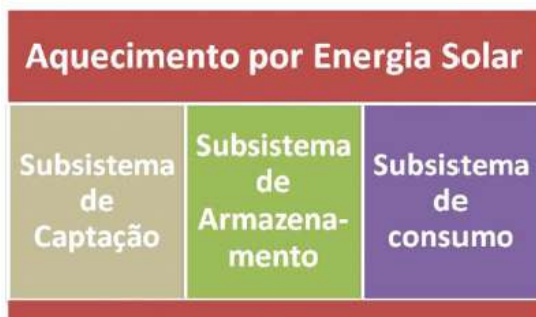 Aquecimento por Energia Solar
Subsistema
de
Captação
Subsistema
de
Armazena-
mento
Subsistema
de
consumo